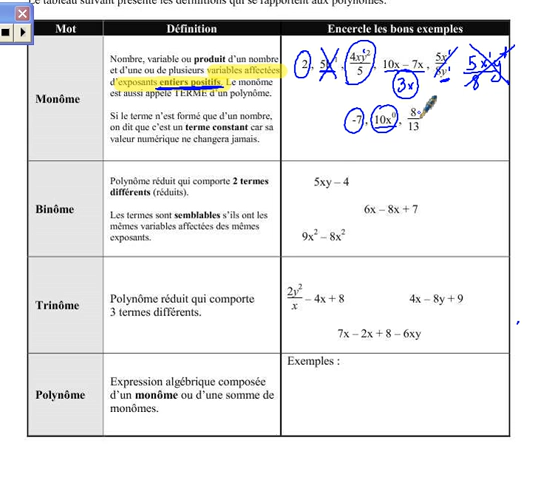 Le tableau suivant présente les définitions qui se rapportent aux polynômes.
Mot Définition Encercle les bons exemples
Monôme
Nombre, variable ou produit d'un nombre
et d'une ou de plusieurs variables affectées
d'exposants entiers positifs. Le monôme
est aussi appelé TERME d'un polynôme.
Si le terme n'est formé que d'un nombre,
on dit que c'est un terme constant car sa
valeur numérique ne changera jamais.
2, 4xy²/5, 10x – 7x,
3x
-7, 10x⁰, 13
Binôme
Polynôme réduit qui comporte 2 termes
différents (réduits).
Les termes sont semblables s'ils ont les
mêmes variables affectées des mêmes
exposants.
5xy – 4
6x – 8x + 7
9x² – 8x²
Trinôme
Polynôme réduit qui comporte
3 termes différents.
2y²/x – 4x + 8 4x – 8y + 9
7x – 2x + 8 – 6xy
Polynôme
Expression algébrique composée
d'un monôme ou d'une somme de
monômes.
Exemples :